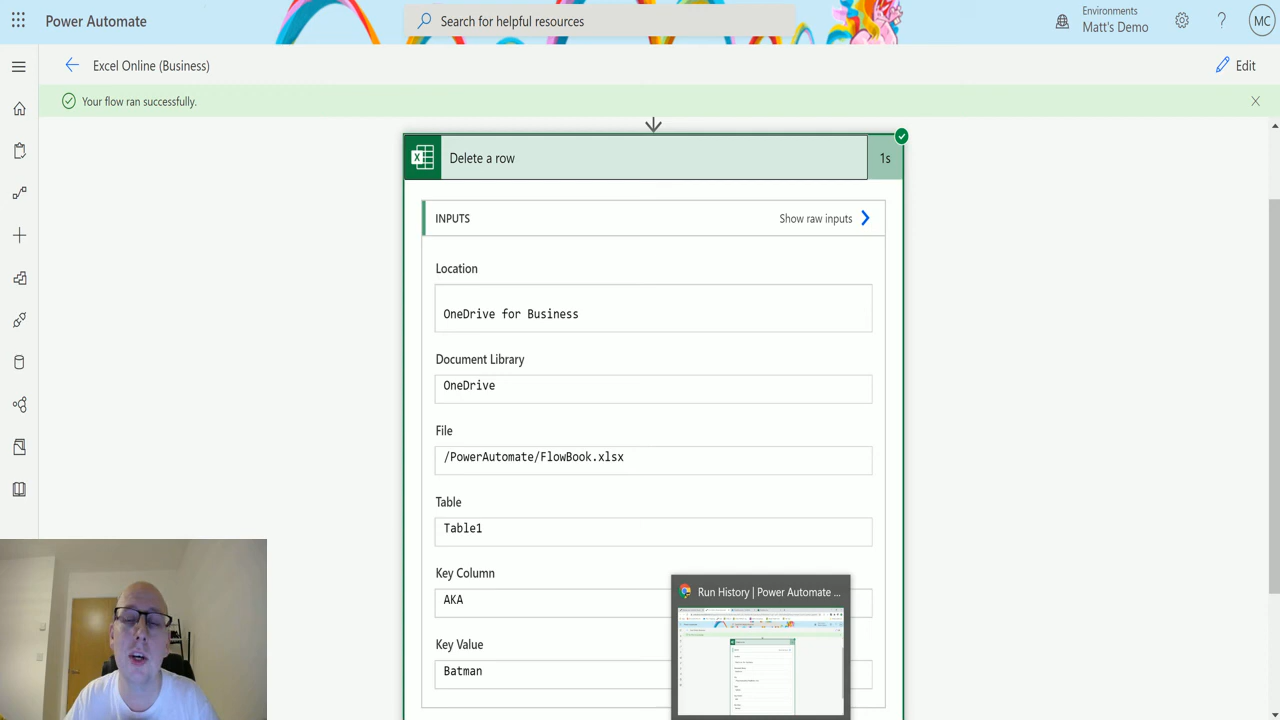 Power Automate
Search for helpful resources
Environments
Matt's Demo
MC
Excel Online (Business)
Edit
Your flow ran successfully.
Delete a row
1s
INPUTS
Show raw inputs
Location
OneDrive for Business
Document Library
OneDrive
File
/PowerAutomate/FlowBook.xlsx
Table
Table1
Key Column
AKA
Run History | Power Automate ...
Key Value
Batman